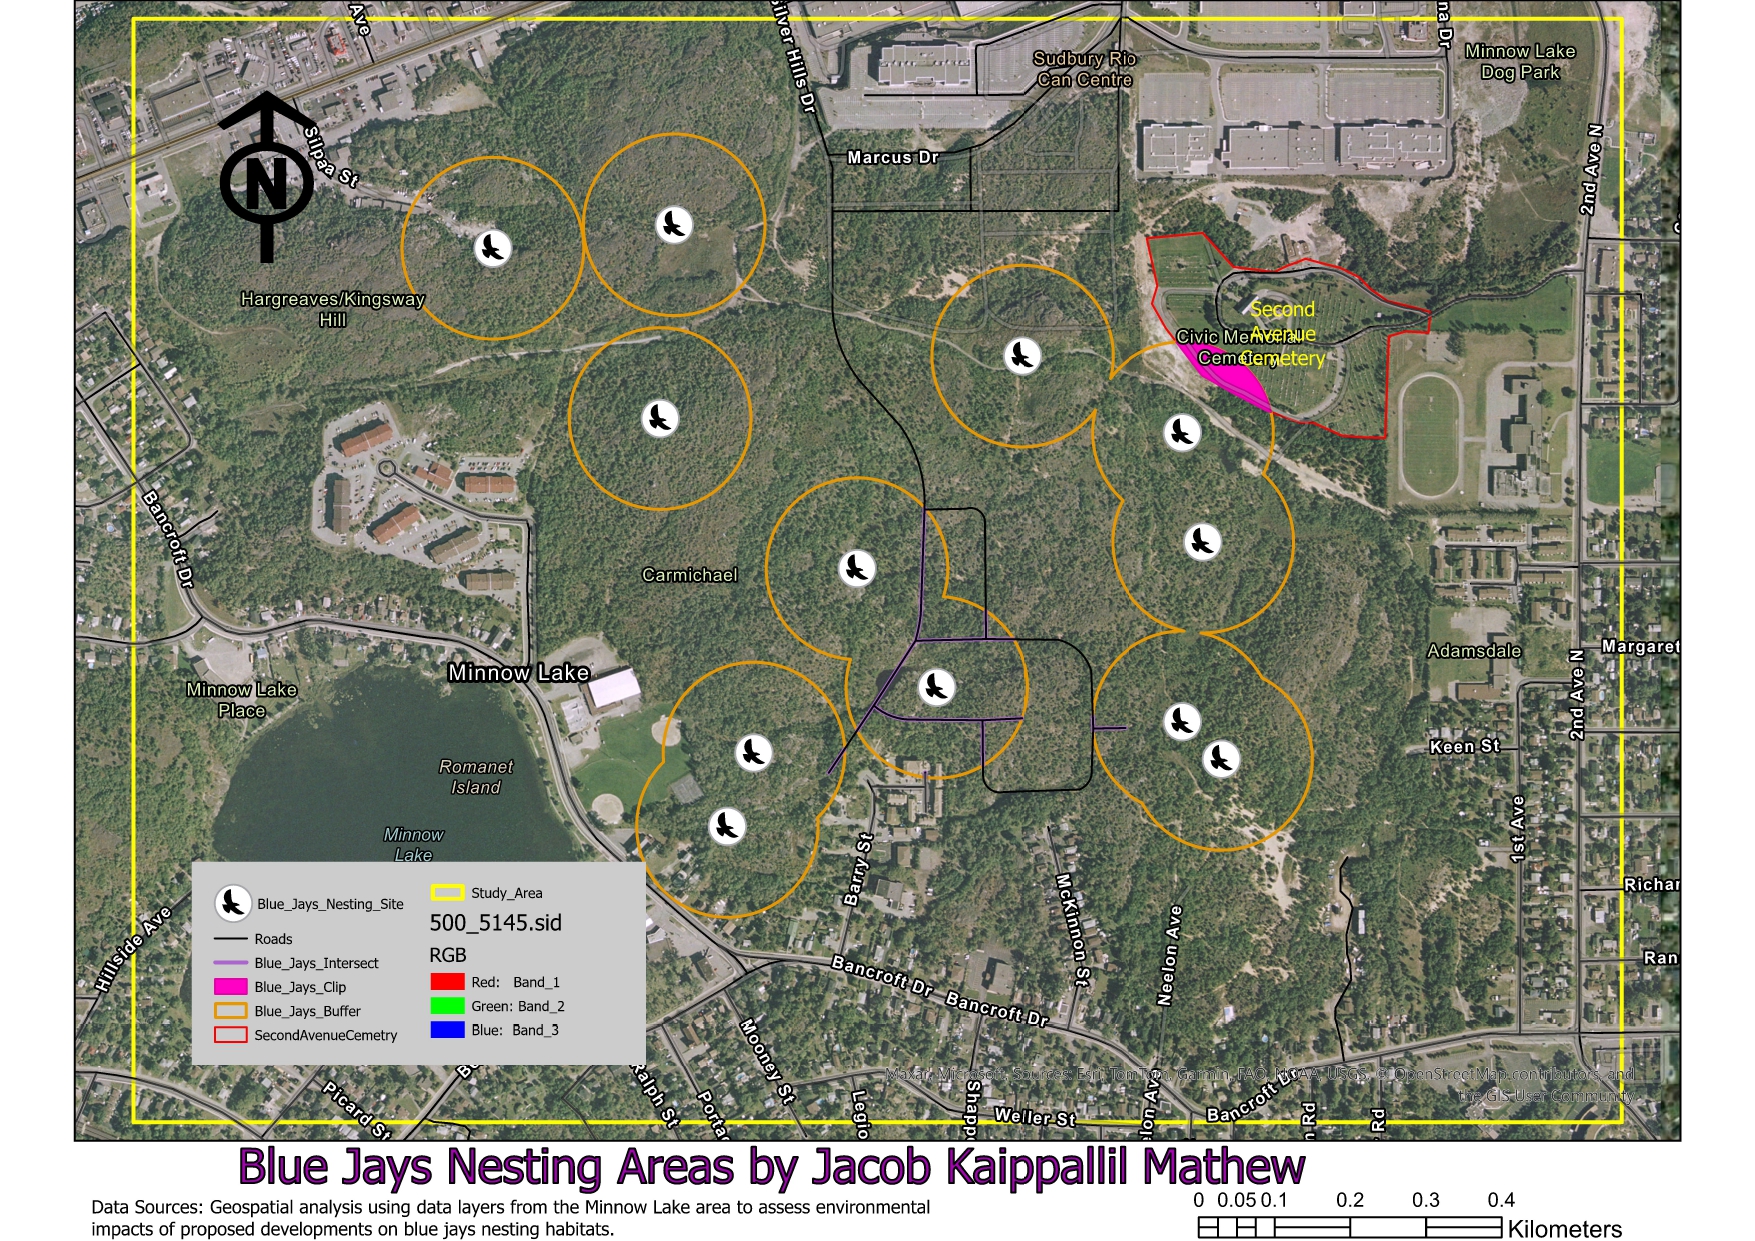 Ave
Silver Hills Dr
Sudbury Rio
Can Centre
Minnow Lake
Dog Park
Silpaa St
Marcus Dr
2nd Ave N
N
Hargreaves/Kingsway
Hill
Second
Avenue
Cemetery
Civic Memorial
Cemetery
Bancroft Dr
Carmichael
Minnow Lake
Minnow Lake
Place
Adamsdale
Margaret
2nd Ave N
Keen St
Romanet
Island
Minnow
Lake
1st Ave
Barry St
McKinnon St
Neelon Ave
Richar
Ran
Hillside Ave
Blue_Jays_Nesting_Site
Roads
Blue_Jays_Intersect
Blue_Jays_Clip
Blue_Jays_Buffer
SecondAvenueCemetry
Study_Area
500_5145.sid
RGB
Red: Band_1
Green: Band_2
Blue: Band_3
Bancroft Dr
Bancroft Dr
Mooney St
Picard St
Ralph St
Porta
Legio
Shapp
Weller St
elon Av
Bancroft Dr
n Rd
Rd
Maxar, Microsoft, Sources: Esri, TomTom, Garmin, FAO, NOAA, USGS, © OpenStreetMap contributors, and
the GIS User Community
Blue Jays Nesting Areas by Jacob Kaippallil Mathew
Data Sources: Geospatial analysis using data layers from the Minnow Lake area to assess environmental
impacts of proposed developments on blue jays nesting habitats.
0 0.05 0.1 0.2 0.3 0.4
Kilometers